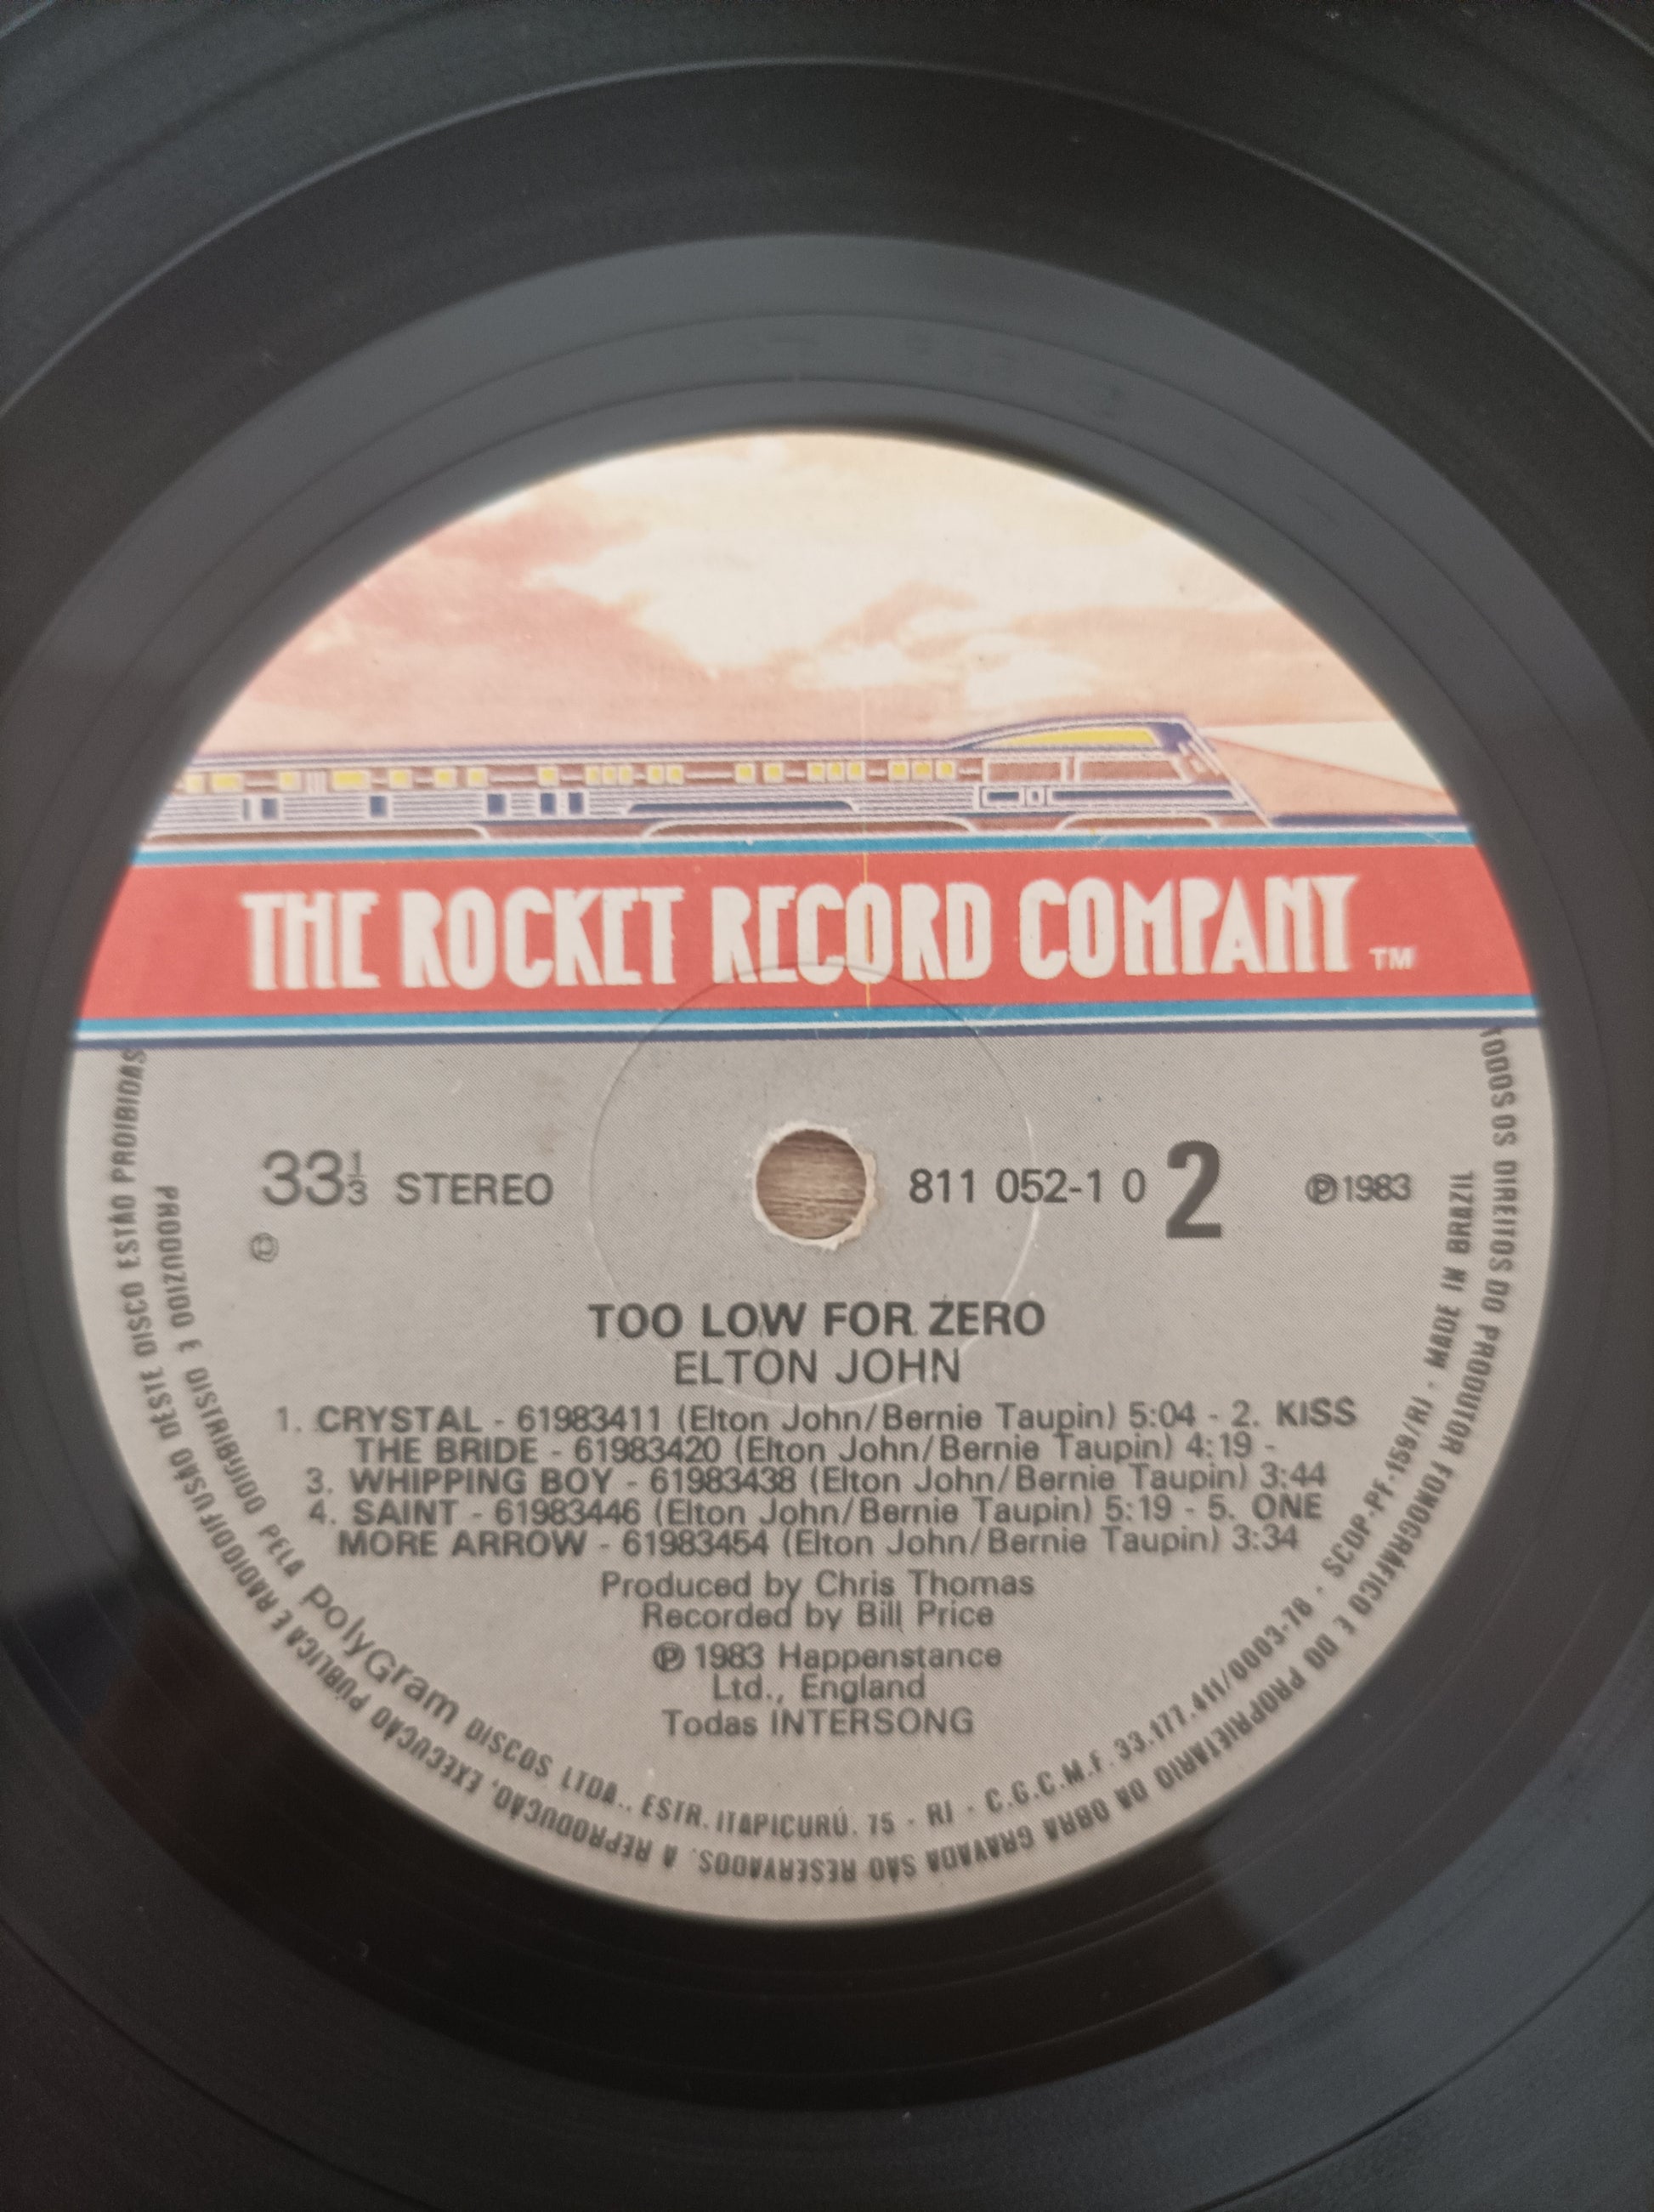 THE ROCKET RECORD COMPANY TM
33 1/3 STEREO
811 052-1 0 2
℗1983
TOO LOW FOR ZERO
ELTON JOHN
1. CRYSTAL - 61983411 (Elton John/Bernie Taupin) 5:04 - 2. KISS
THE BRIDE - 61983420 (Elton John/Bernie Taupin) 4:19 -
3. WHIPPING BOY - 61983438 (Elton John/Bernie Taupin) 3:44
4. SAINT - 61983446 (Elton John/Bernie Taupin) 5:19 - 5. ONE
MORE ARROW - 61983454 (Elton John/Bernie Taupin) 3:34
Produced by Chris Thomas
Recorded by Bill Price
℗ 1983 Happenstance
Ltd., England
Todas INTERSONG
PRODUZIDO E DISTRIBUIDO PELA PolyGram DISCOS LTDA., ESTR. ITAPICURÚ, 75 - RJ - C.G.C.M.F. 33.177.411/0003-78 - SCDP-PF-159/RJ - MADE IN BRAZIL
TODOS OS DIREITOS DO PRODUTOR FONOGRÁFICO E DO PROPRIETARIO DA OBRA GRAVADA SÃO RESERVADOS. A REPRODUÇÃO, EXECUÇÃO PÚBLICA E RADIODIFUSÃO DESTE DISCO ESTÃO PROIBIDAS